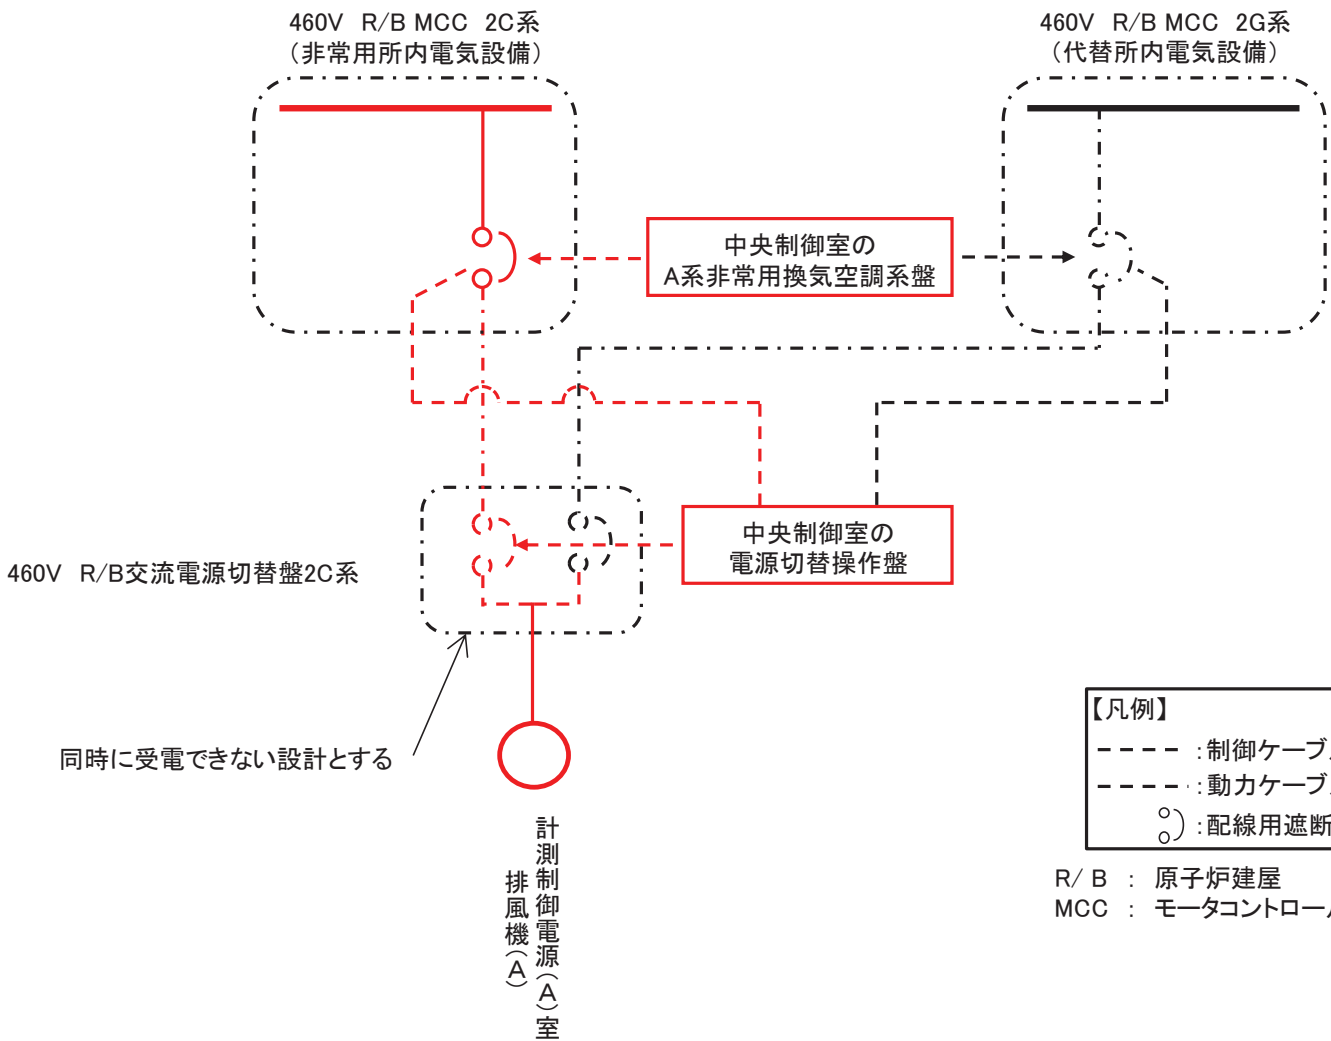 460V R/B MCC 2C系
（非常用所内電気設備）
460V R/B MCC 2G系
（代替所内電気設備）
中央制御室の
A系非常用換気空調系盤
中央制御室の
電源切替操作盤
460V R/B交流電源切替盤2C系
同時に受電できない設計とする
計測制御電源(A)室
排風機(A)
【凡例】
：制御ケーブ
：動力ケーブ
：配線用遮断
R/B ： 原子炉建屋
MCC ： モータコントロール